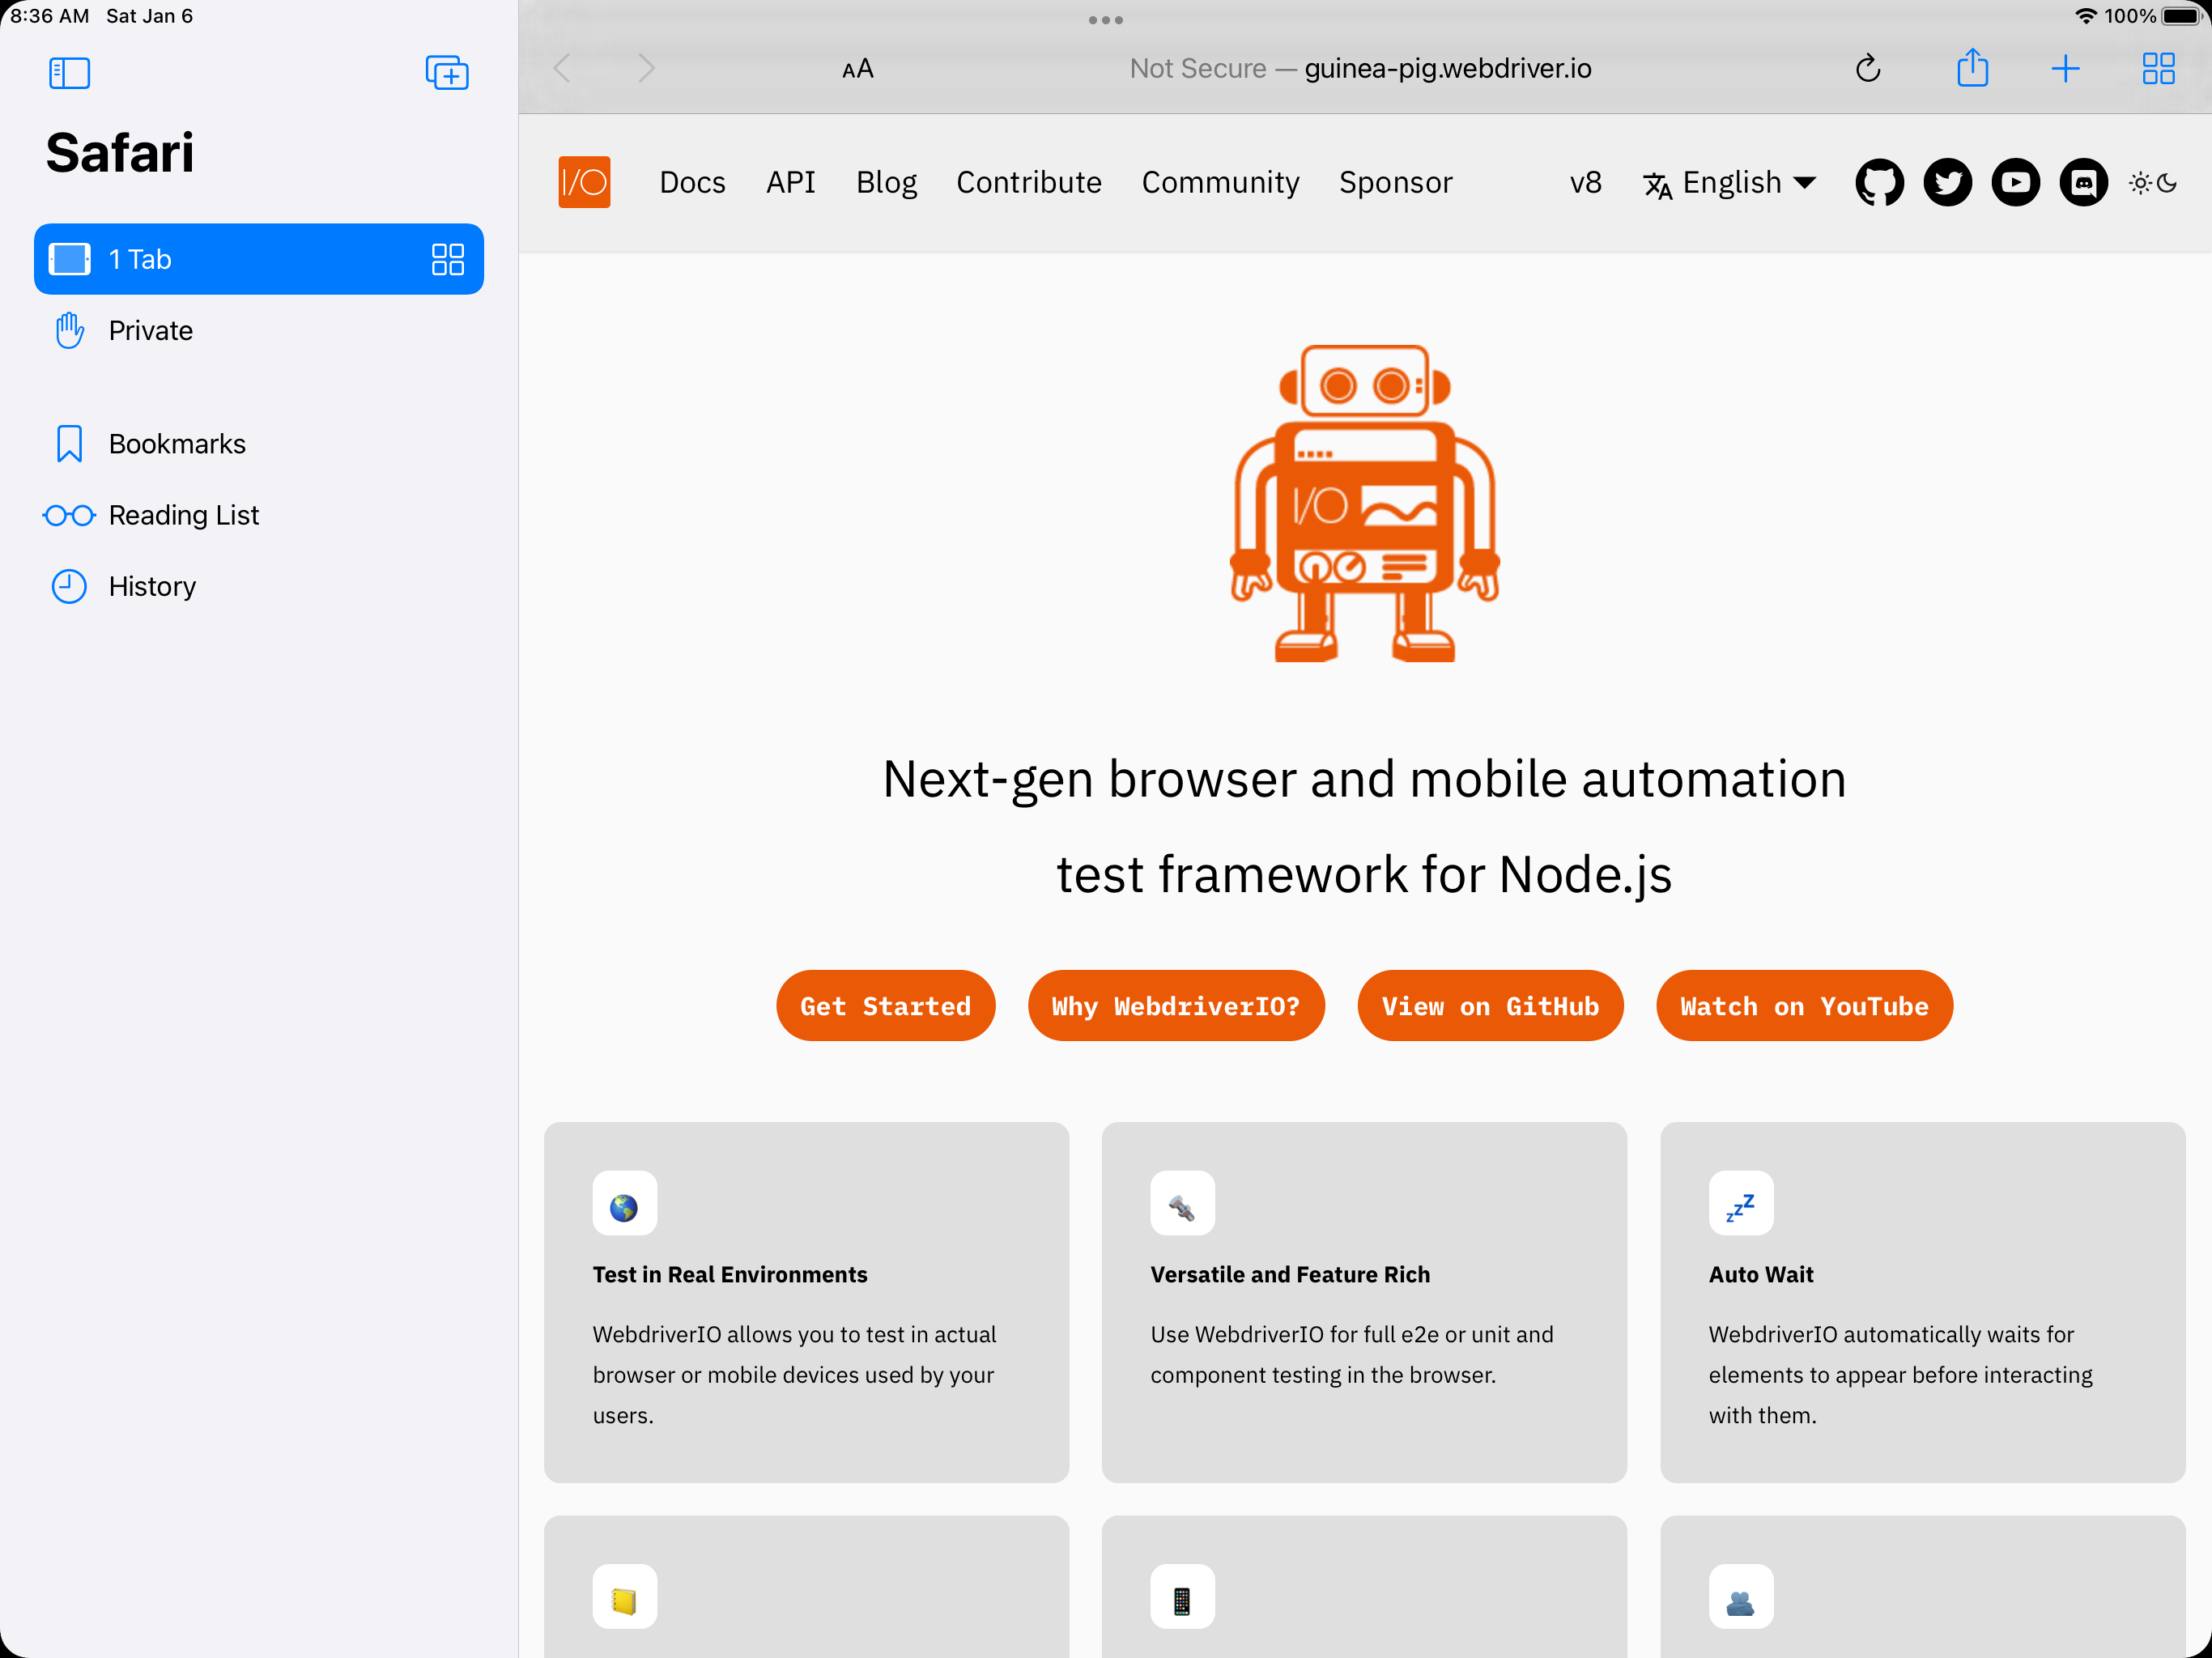 8:36 AM Sat Jan 6
100%
Safari
1 Tab
Private
Bookmarks
Reading List
History
AA
Not Secure — guinea-pig.webdriver.io
I/O
Docs API Blog Contribute Community Sponsor v8 English
I/O
Next-gen browser and mobile automation
test framework for Node.js
Get Started Why WebdriverIO? View on GitHub Watch on YouTube
zzz
Test in Real Environments
WebdriverIO allows you to test in actual
browser or mobile devices used by your
users.
Versatile and Feature Rich
Use WebdriverIO for full e2e or unit and
component testing in the browser.
Auto Wait
WebdriverIO automatically waits for
elements to appear before interacting
with them.